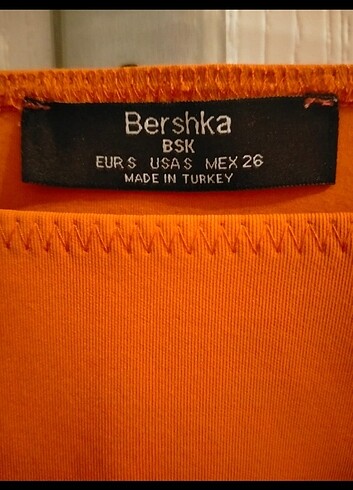 Bershka
BSK
EUR S USA S MEX 26
MADE IN TURKEY